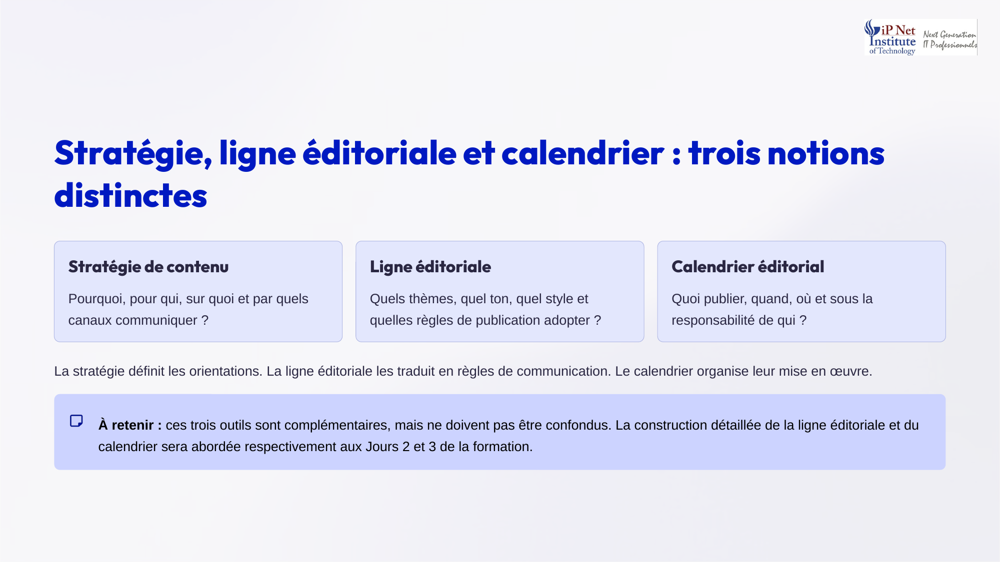 iP Net
Institute
of Technology
Next Generation
IT Professionnels
Stratégie, ligne éditoriale et calendrier : trois notions
distinctes
Stratégie de contenu
Pourquoi, pour qui, sur quoi et par quels
canaux communiquer ?
Ligne éditoriale
Quels thèmes, quel ton, quel style et
quelles règles de publication adopter ?
Calendrier éditorial
Quoi publier, quand, où et sous la
responsabilité de qui ?
La stratégie définit les orientations. La ligne éditoriale les traduit en règles de communication. Le calendrier organise leur mise en œuvre.
À retenir : ces trois outils sont complémentaires, mais ne doivent pas être confondus. La construction détaillée de la ligne éditoriale et du
calendrier sera abordée respectivement aux Jours 2 et 3 de la formation.